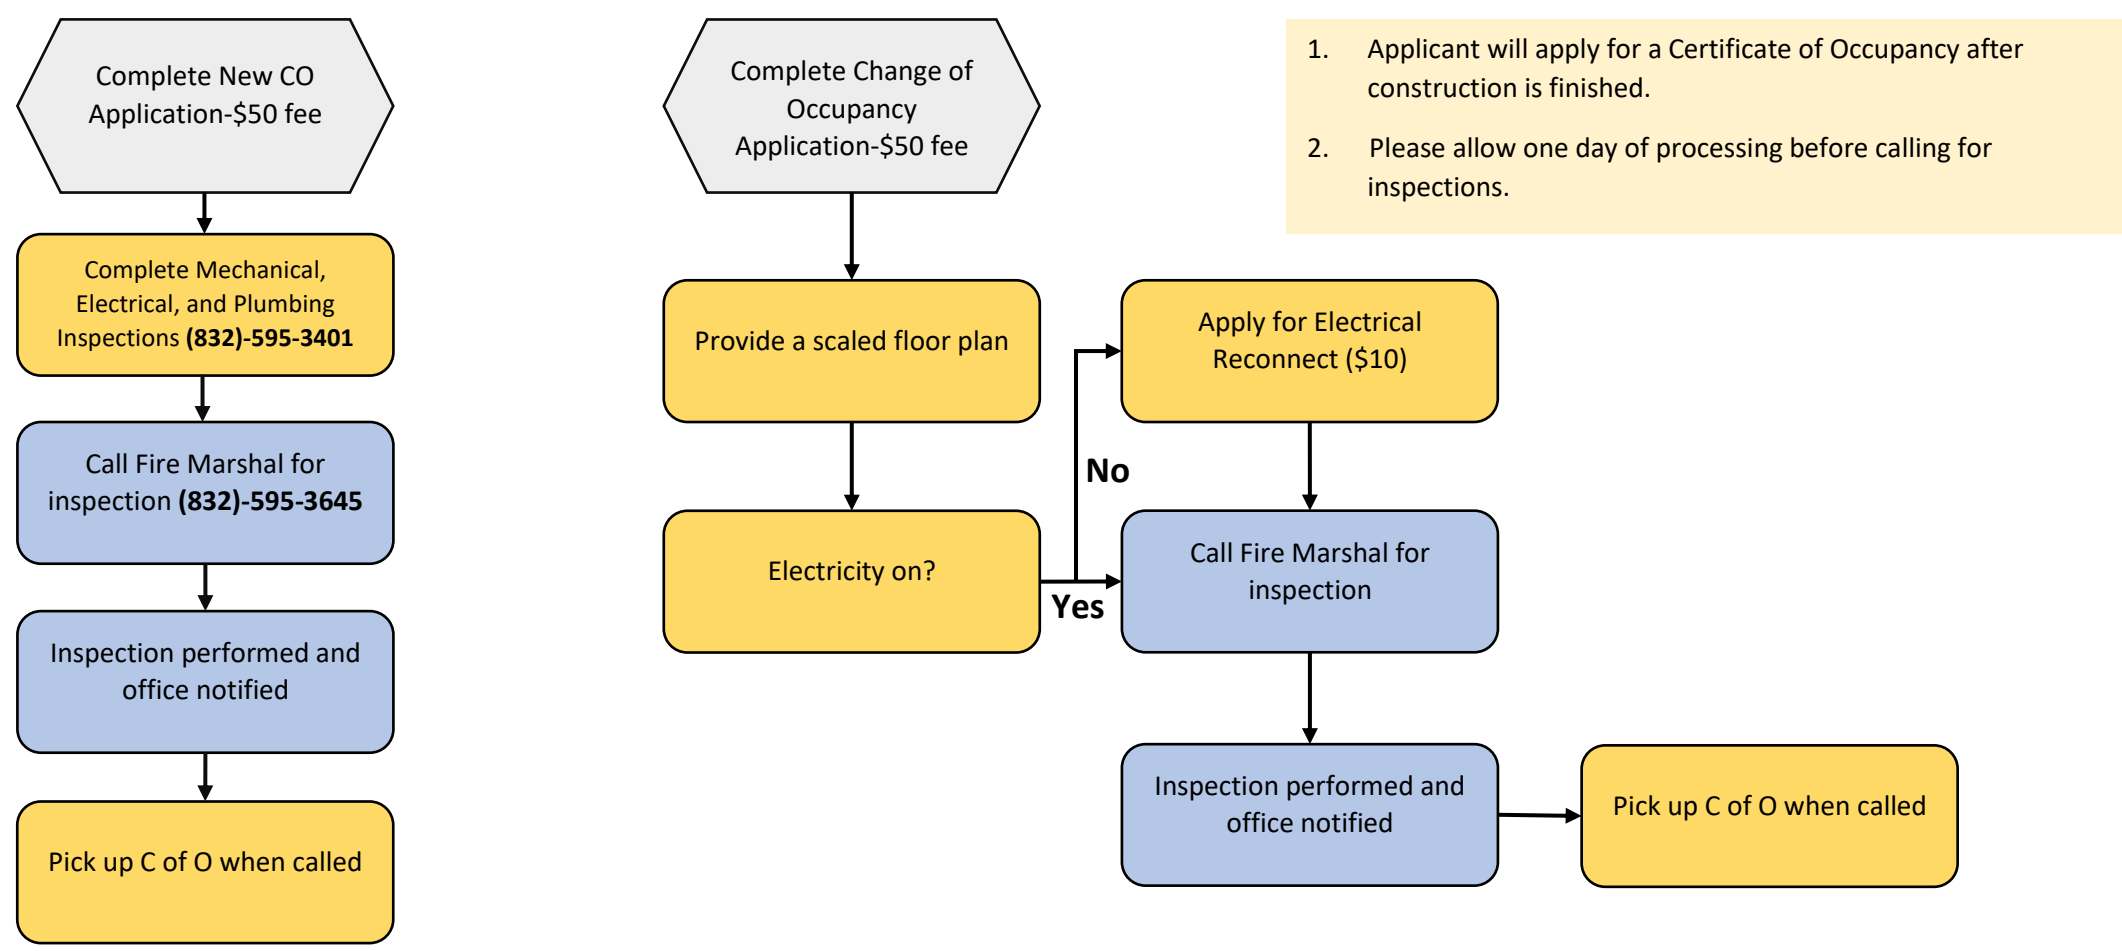 Complete New CO
Application-$50 fee
Complete Mechanical,
Electrical, and Plumbing
Inspections (832)-595-3401
Call Fire Marshal for
inspection (832)-595-3645
Inspection performed and
office notified
Pick up C of O when called
Complete Change of
Occupancy
Application-$50 fee
Provide a scaled floor plan
Electricity on?
No
Yes
Apply for Electrical
Reconnect ($10)
Call Fire Marshal for
inspection
Inspection performed and
office notified
Pick up C of O when called
1. Applicant will apply for a Certificate of Occupancy after
construction is finished.
2. Please allow one day of processing before calling for
inspections.